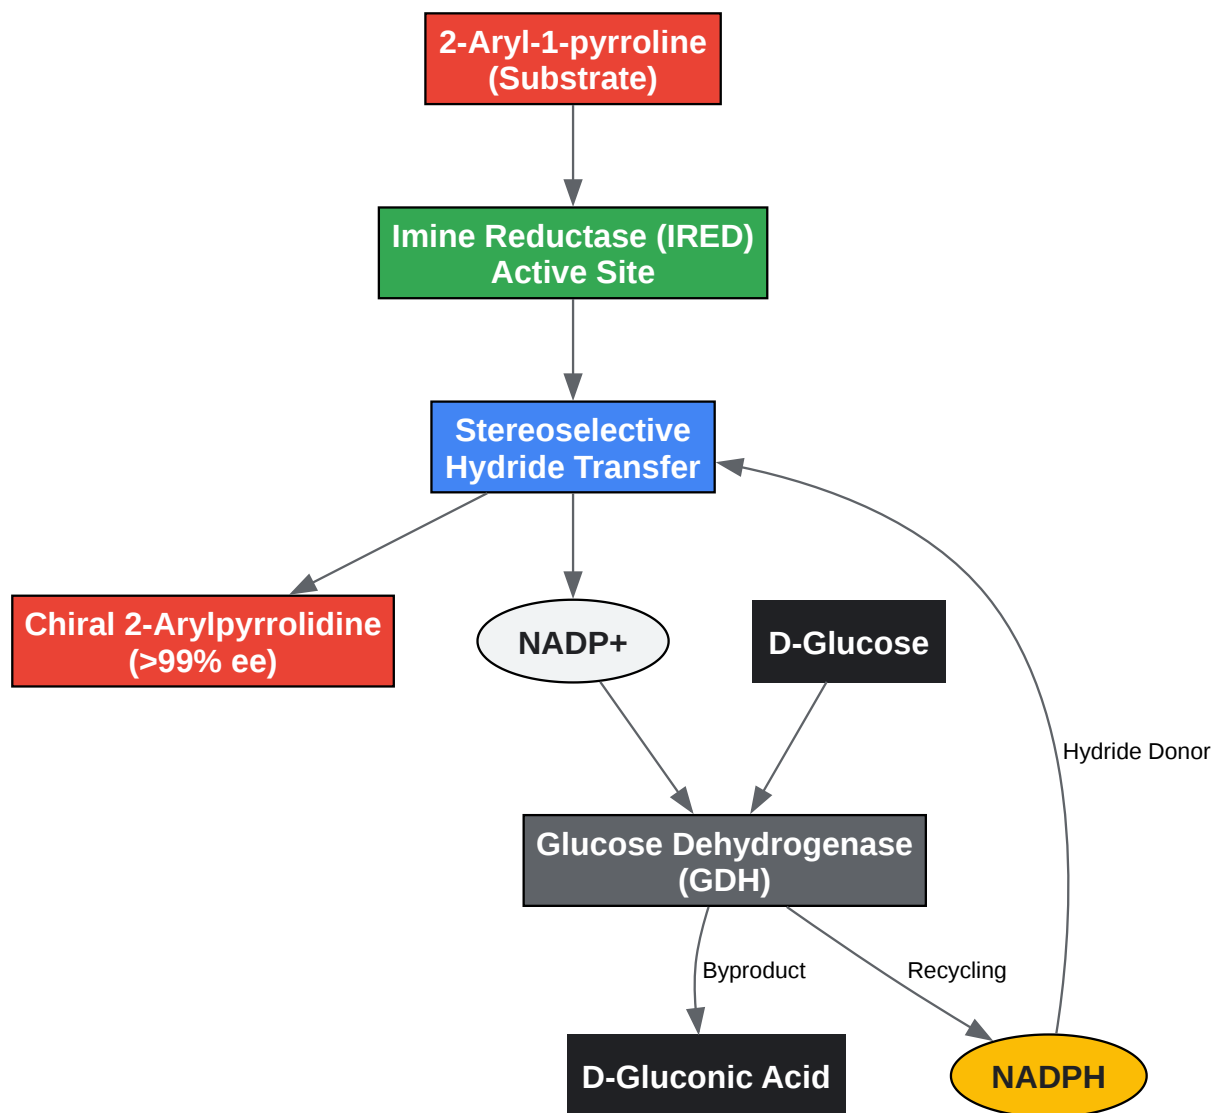 2-Aryl-1-pyrroline
(Substrate)
Imine Reductase (IRED)
Active Site
Stereoselective
Hydride Transfer
Chiral 2-Arylpyrrolidine
(>99% ee)
NADP+
D-Glucose
Hydride Donor
Glucose Dehydrogenase
(GDH)
Byproduct
Recycling
D-Gluconic Acid
NADPH